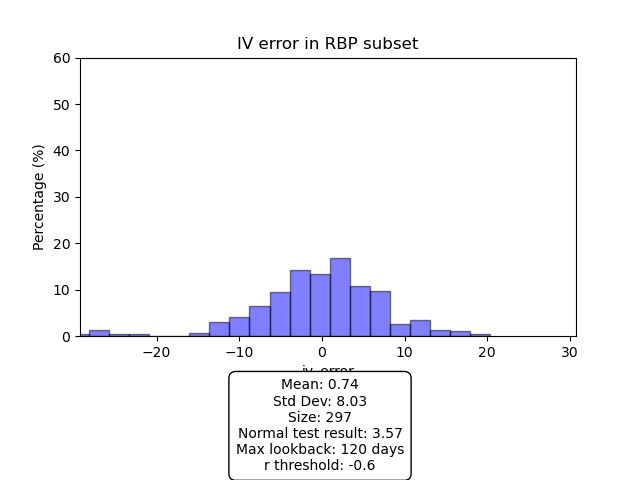 IV error in RBP subset
60
50
40
30
20
10
0
Percentage (%)
−20
−10
0
10
20
30
iv_error
Mean: 0.74
Std Dev: 8.03
Size: 297
Normal test result: 3.57
Max lookback: 120 days
r threshold: -0.6